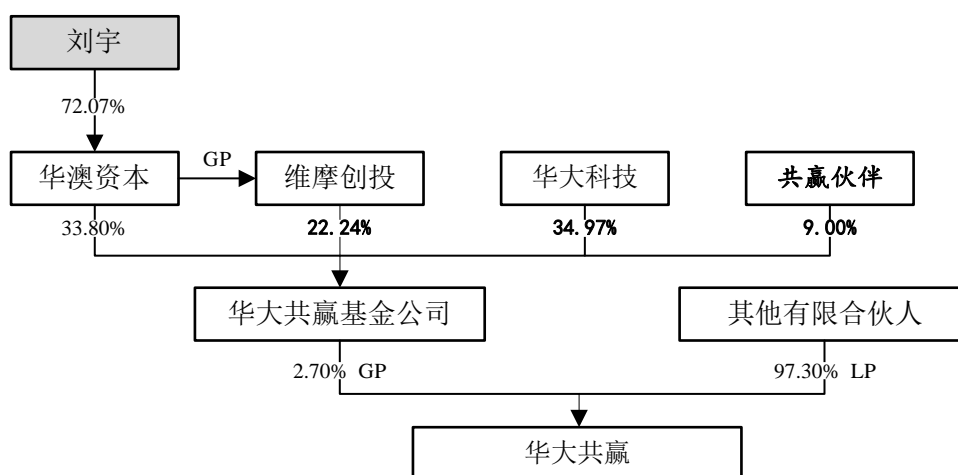 刘宇
72.07%
华澳资本
GP
维摩创投
华大科技
共赢伙伴
33.80%
22.24%
34.97%
9.00%
华大共赢基金公司
其他有限合伙人
2.70% GP
97.30% LP
华大共赢